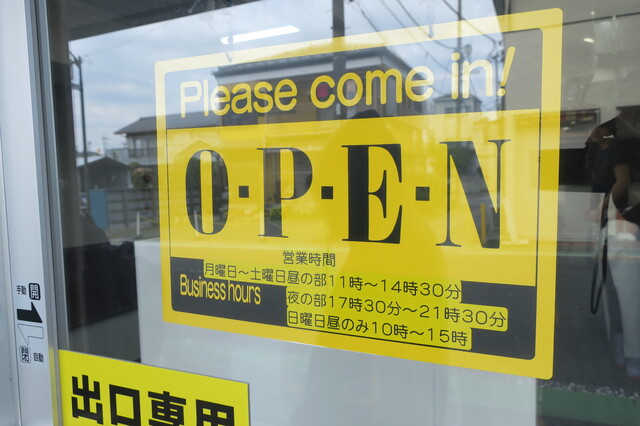 Please come in!
O·P·E·N
営業時間
月曜日～土曜日昼の部11時～14時30分
Business hours
夜の部17時30分～21時30分
日曜日昼のみ10時～15時
手動 開
閉 自動
出口専用